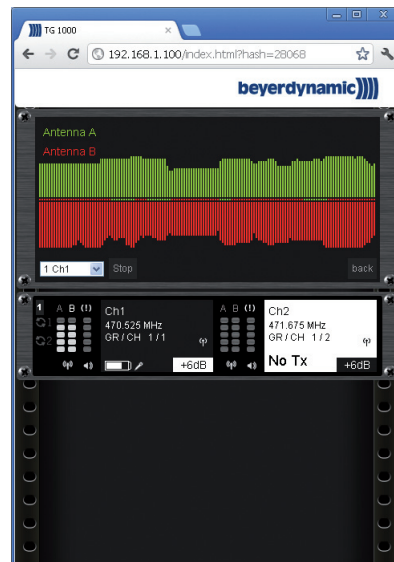 TG 1000
192.168.1.100/index.html?hash=28068
beyerdynamic
Antenna A
Antenna B
1 Ch1 Stop back
1 A B (!) Ch1 A B (!) Ch2
1 470.525 MHz 471.675 MHz
2 GR/CH 1/1 GR/CH 1/2
No Tx
+6dB +6dB